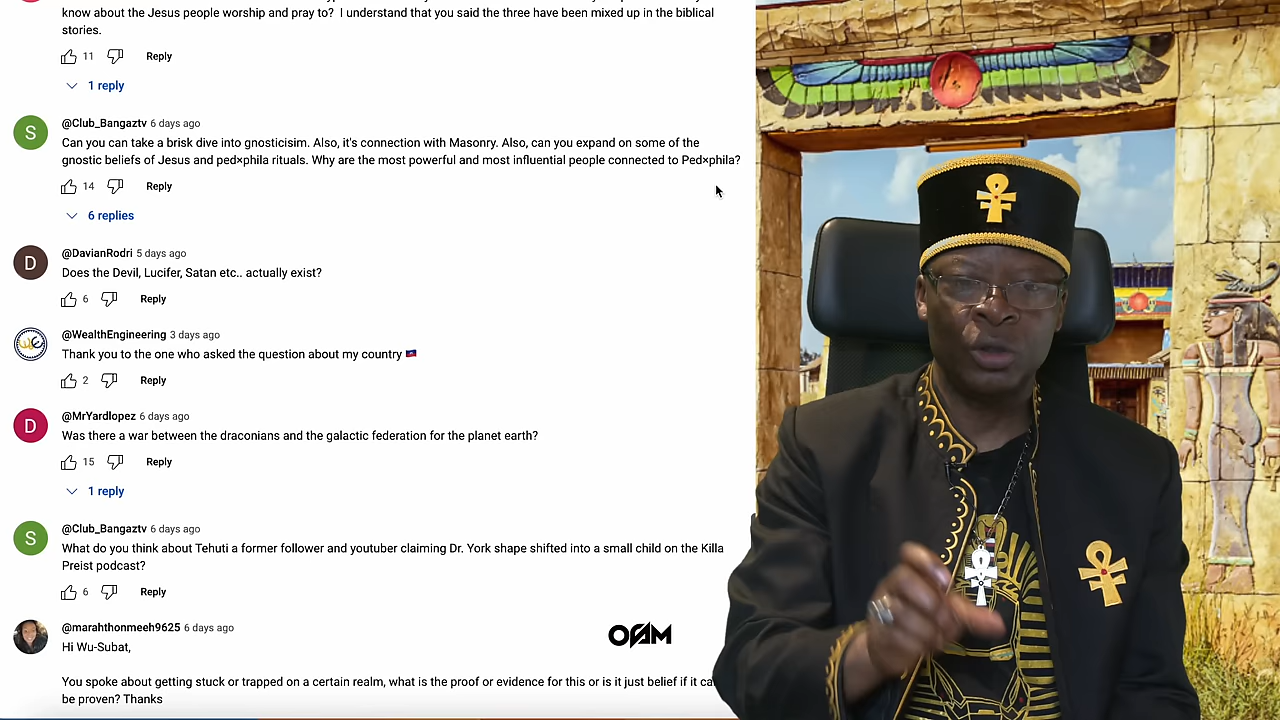 know about the Jesus people worship and pray to? I understand that you said the three have been mixed up in the biblical
stories.
11
Reply
1 reply
S
@Club_Bangaztv 6 days ago
Can you can take a brisk dive into gnosticisim. Also, it's connection with Masonry. Also, can you expand on some of the
gnostic beliefs of Jesus and ped×phila rituals. Why are the most powerful and most influential people connected to Ped×phila?
14
Reply
6 replies
D
@DavianRodri 5 days ago
Does the Devil, Lucifer, Satan etc.. actually exist?
6
Reply
@WealthEngineering 3 days ago
Thank you to the one who asked the question about my country 🇭🇹
2
Reply
D
@MrYardlopez 6 days ago
Was there a war between the draconians and the galactic federation for the planet earth?
15
Reply
1 reply
S
@Club_Bangaztv 6 days ago
What do you think about Tehuti a former follower and youtuber claiming Dr. York shape shifted into a small child on the Killa
Preist podcast?
6
Reply
@marahthonmeeh9625 6 days ago
Hi Wu-Subat,
You spoke about getting stuck or trapped on a certain realm, what is the proof or evidence for this or is it just belief if it
be proven? Thanks